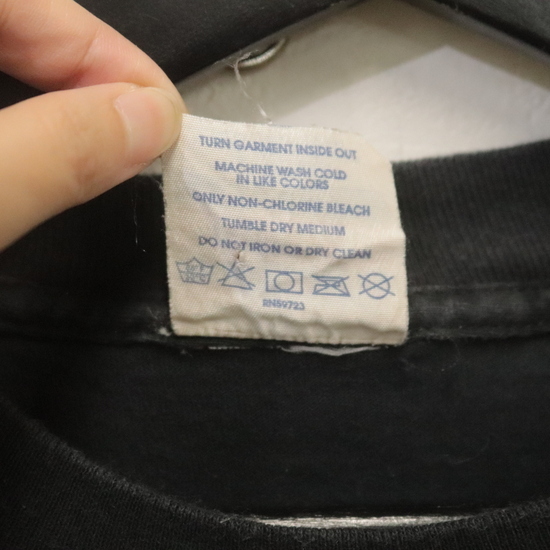 TURN GARMENT INSIDE OUT
MACHINE WASH COLD
IN LIKE COLORS
ONLY NON-CHLORINE BLEACH
TUMBLE DRY MEDIUM
DO NOT IRON OR DRY CLEAN
RN59723